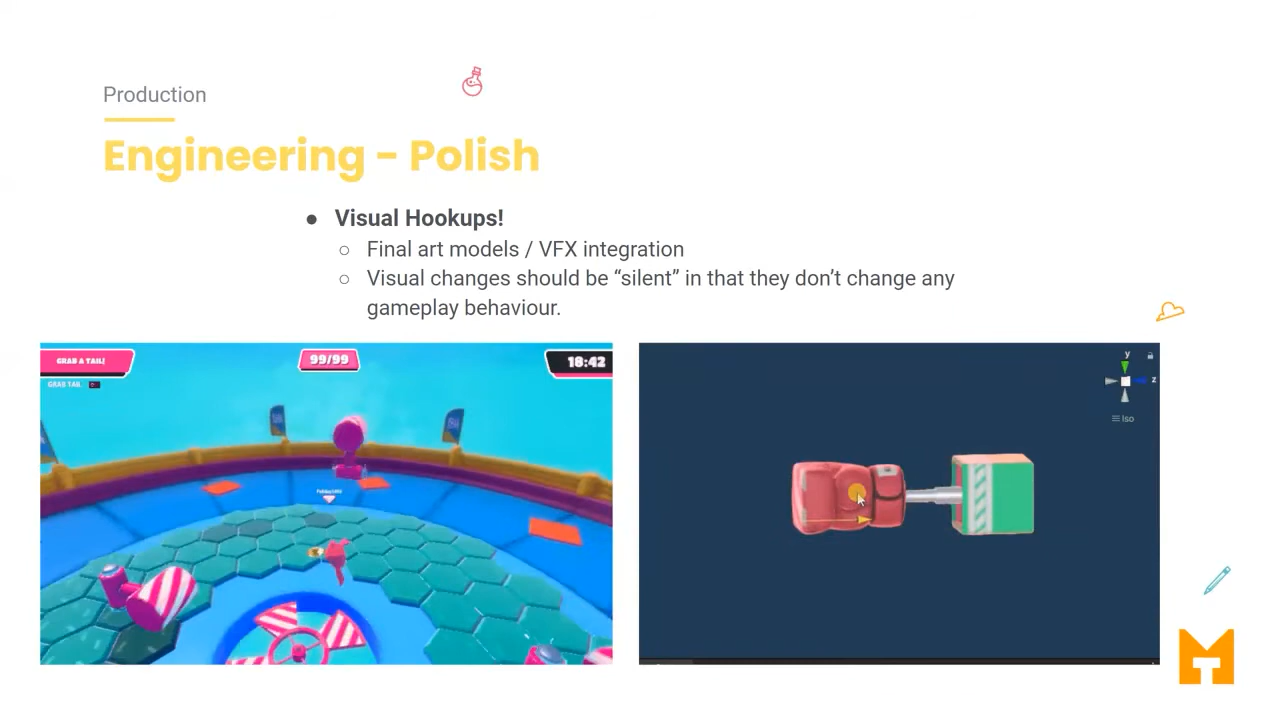 Production
Engineering - Polish
● Visual Hookups!
○ Final art models / VFX integration
○ Visual changes should be “silent” in that they don’t change any
gameplay behaviour.
GRAB A TAIL!
99/99
18:42
GRAB TAIL
y
z
Iso